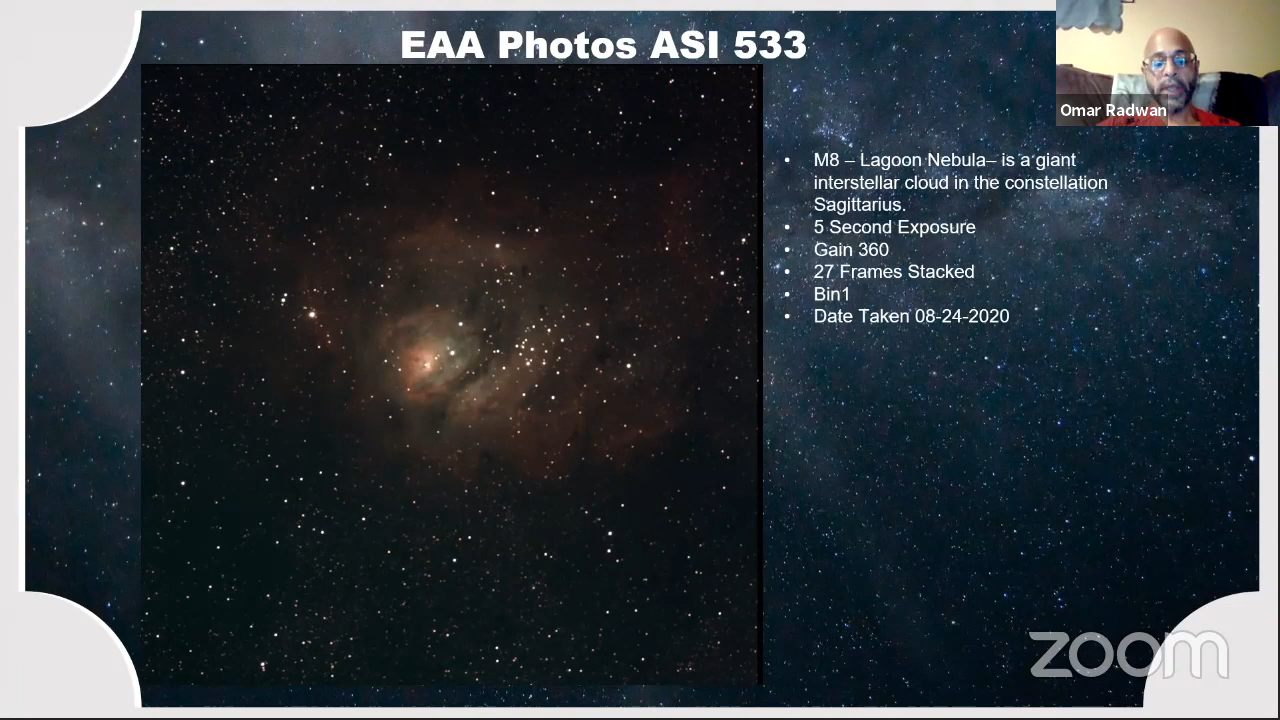 EAA Photos ASI 533
Omar Radwan
• M8 – Lagoon Nebula– is a giant
interstellar cloud in the constellation
Sagittarius.
• 5 Second Exposure
• Gain 360
• 27 Frames Stacked
• Bin1
• Date Taken 08-24-2020
zoom